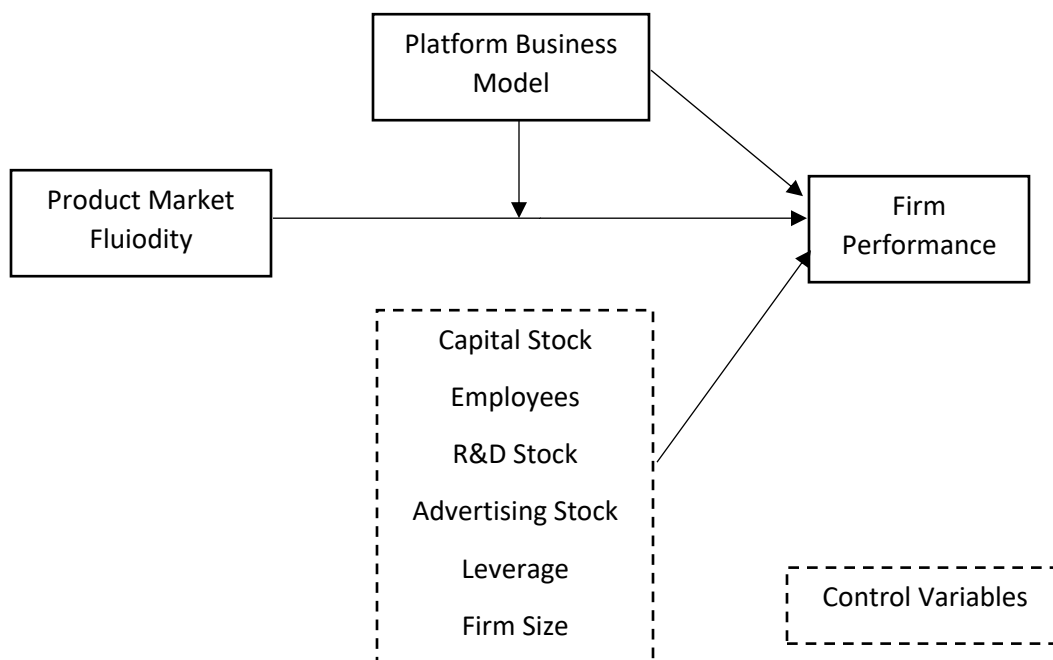 Platform Business
Model
Product Market
Fluiodity
Firm
Performance
Capital Stock
Employees
R&D Stock
Advertising Stock
Leverage
Firm Size
Control Variables